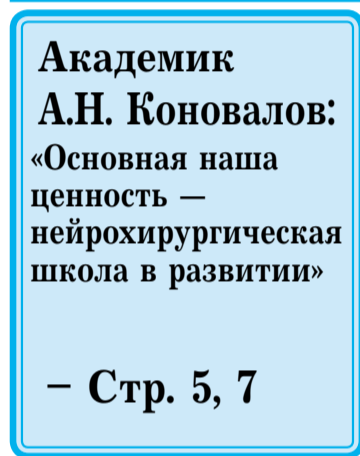 Академик
А.Н. Коновалов:
«Основная наша
ценность —
нейрохирургическая
школа в развитии»
– Стр. 5, 7